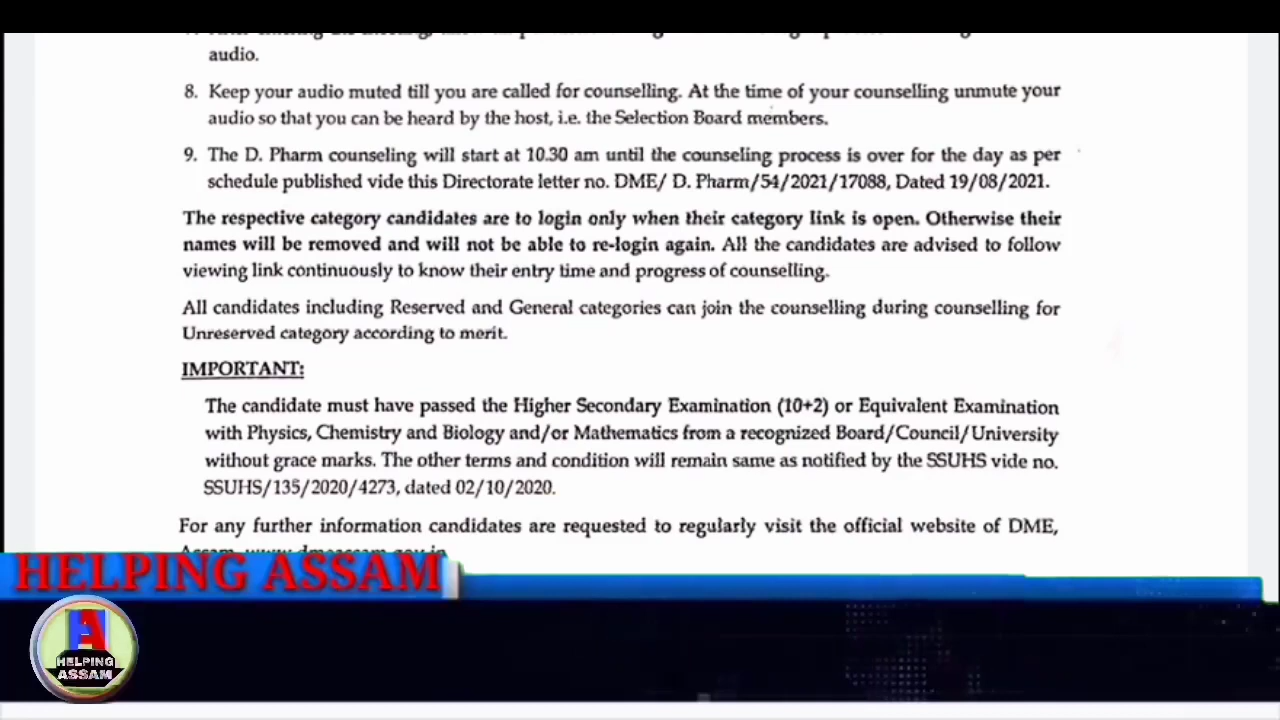 audio.
8. Keep your audio muted till you are called for counselling. At the time of your counselling unmute your
audio so that you can be heard by the host, i.e. the Selection Board members.
9. The D. Pharm counseling will start at 10.30 am until the counseling process is over for the day as per
schedule published vide this Directorate letter no. DME/ D. Pharm/54/2021/17088, Dated 19/08/2021.
The respective category candidates are to login only when their category link is open. Otherwise their
names will be removed and will not be able to re-login again. All the candidates are advised to follow
viewing link continuously to know their entry time and progress of counselling.
All candidates including Reserved and General categories can join the counselling during counselling for
Unreserved category according to merit.
IMPORTANT:
The candidate must have passed the Higher Secondary Examination (10+2) or Equivalent Examination
with Physics, Chemistry and Biology and/or Mathematics from a recognized Board/Council/University
without grace marks. The other terms and condition will remain same as notified by the SSUHS vide no.
SSUHS/135/2020/4273, dated 02/10/2020.
For any further information candidates are requested to regularly visit the official website of DME,
Assam, www.dmeassam.gov.in
HELPING ASSAM
A
HELPING
ASSAM